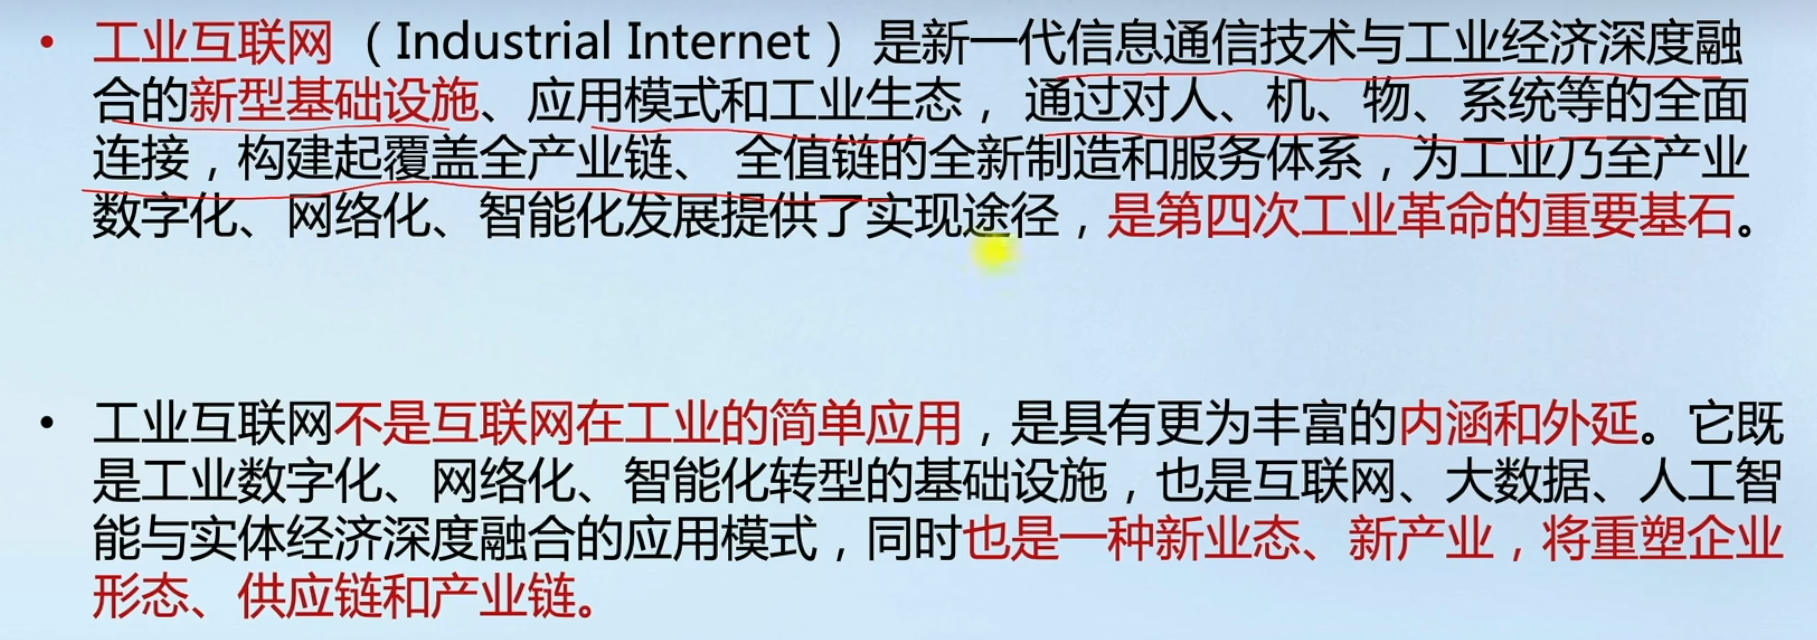 • 工业互联网 （ Industrial Internet ） 是新一代信息通信技术与工业经济深度融
合的新型基础设施、应用模式和工业生态， 通过对人、机、物、系统等的全面
连接，构建起覆盖全产业链、 全值链的全新制造和服务体系，为工业乃至产业
数字化、网络化、智能化发展提供了实现途径，是第四次工业革命的重要基石。
• 工业互联网不是互联网在工业的简单应用，是具有更为丰富的内涵和外延。它既
是工业数字化、网络化、智能化转型的基础设施，也是互联网、大数据、人工智
能与实体经济深度融合的应用模式，同时也是一种新业态、新产业，将重塑企业
形态、供应链和产业链。